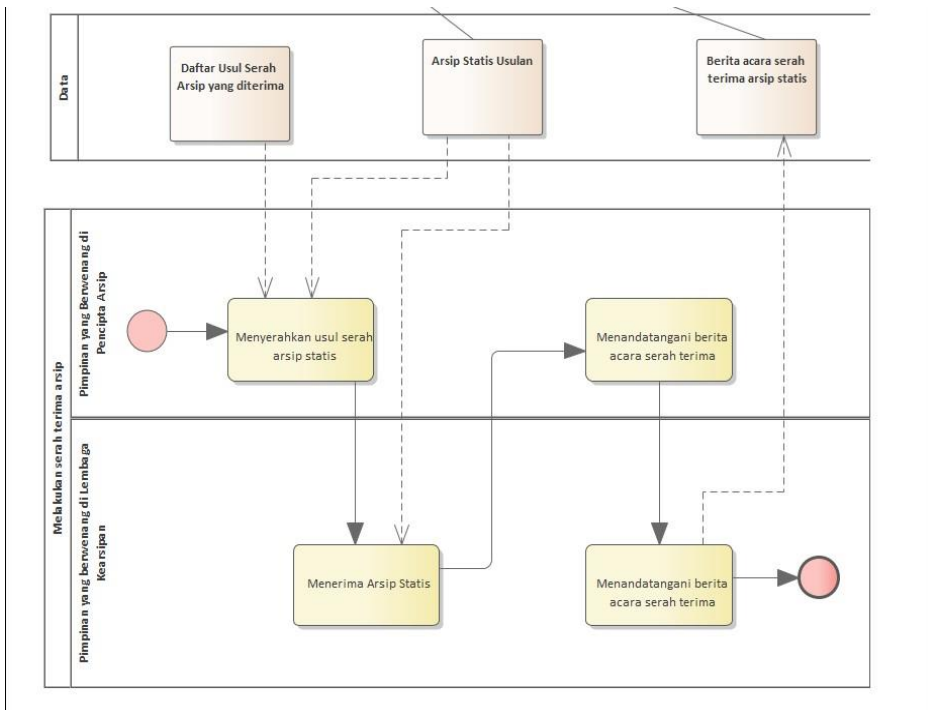 Data
Daftar Usul Serah
Arsip yang diterima
Arsip Statis Usulan
Berita acara serah
terima arsip statis
Melakukan serah terima arsip
Pimpinan yang Berwenang di
Pencipta Arsip
Menyerahkan usul serah
arsip statis
Menandatangani berita
acara serah terima
Pimpinan yang berwenang di Lembaga
Kearsipan
Menerima Arsip Statis
Menandatangani berita
acara serah terima